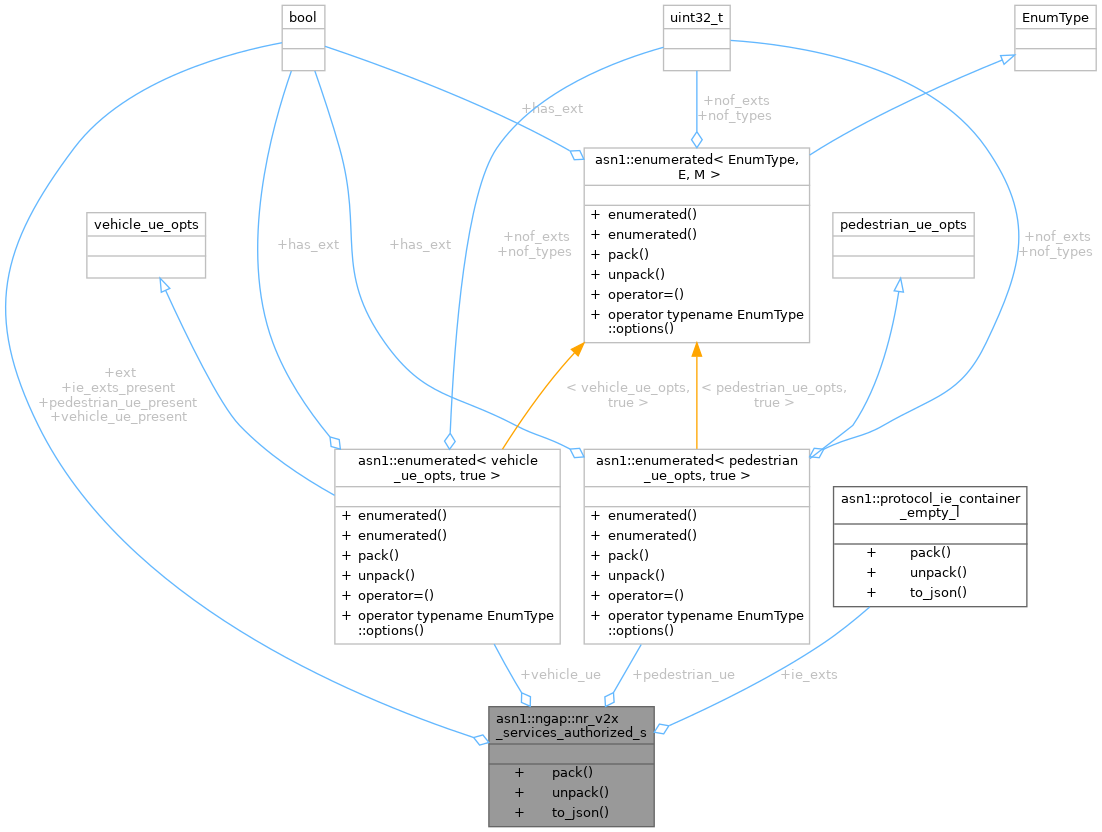 bool
uint32_t
EnumType
+has_ext
+nof_exts
+nof_types
asn1::enumerated< EnumType,
E, M >
+ enumerated()
+ enumerated()
+ pack()
+ unpack()
+ operator=()
+ operator typename EnumType
::options()
vehicle_ue_opts
pedestrian_ue_opts
+has_ext
+has_ext
+nof_exts
+nof_types
+nof_exts
+nof_types
+ext
+ie_exts_present
+pedestrian_ue_present
+vehicle_ue_present
< vehicle_ue_opts,
true >
< pedestrian_ue_opts,
true >
asn1::enumerated< vehicle
_ue_opts, true >
+ enumerated()
+ enumerated()
+ pack()
+ unpack()
+ operator=()
+ operator typename EnumType
::options()
asn1::enumerated< pedestrian
_ue_opts, true >
+ enumerated()
+ enumerated()
+ pack()
+ unpack()
+ operator=()
+ operator typename EnumType
::options()
asn1::protocol_ie_container
_empty_l
+ pack()
+ unpack()
+ to_json()
+vehicle_ue
+pedestrian_ue
+ie_exts
asn1::ngap::nr_v2x
_services_authorized_s
+ pack()
+ unpack()
+ to_json()